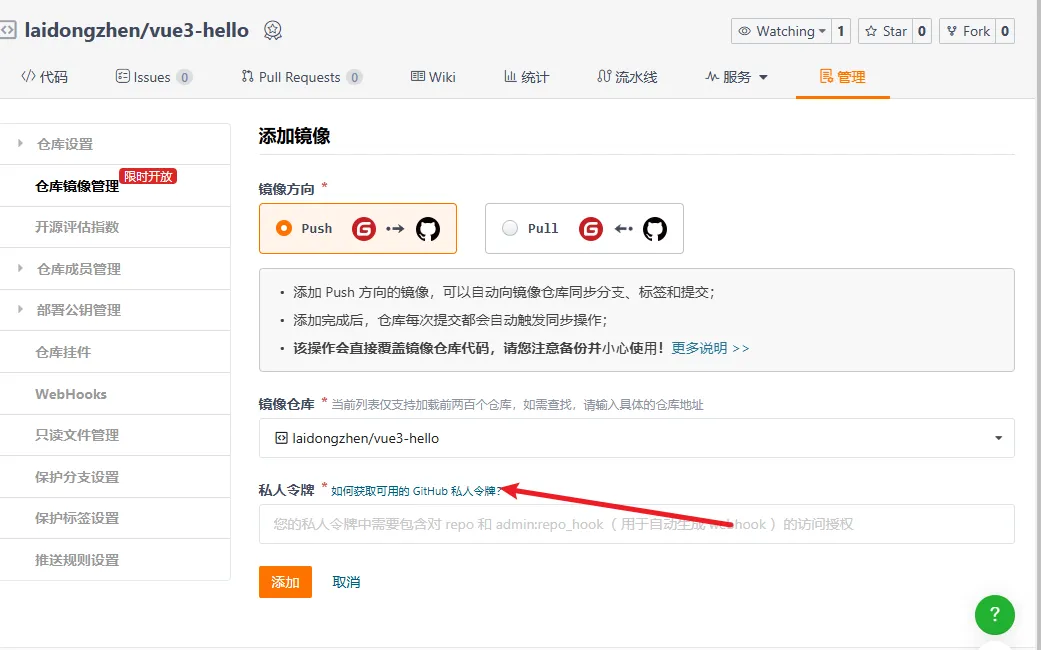 laidongzhen/vue3-hello
Watching 1 Star 0 Fork 0
代码 Issues 0 Pull Requests 0 Wiki 统计 流水线 服务 管理
仓库设置
仓库镜像管理 限时开放
开源评估指数
仓库成员管理
部署公钥管理
仓库挂件
WebHooks
只读文件管理
保护分支设置
保护标签设置
推送规则设置
添加镜像
镜像方向 *
Push Pull
• 添加 Push 方向的镜像，可以自动向镜像仓库同步分支、标签和提交；
• 添加完成后，仓库每次提交都会自动触发同步操作；
• 该操作会直接覆盖镜像仓库代码，请您注意备份并小心使用！更多说明 >>
镜像仓库 * 当前列表仅支持加载前两百个仓库，如需查找，请输入具体的仓库地址
laidongzhen/vue3-hello
私人令牌 * 如何获取可用的 GitHub 私人令牌?
您的私人令牌中需要包含对 repo 和 admin:repo_hook（ 用于自动生成 webhook ）的访问授权
添加 取消
?